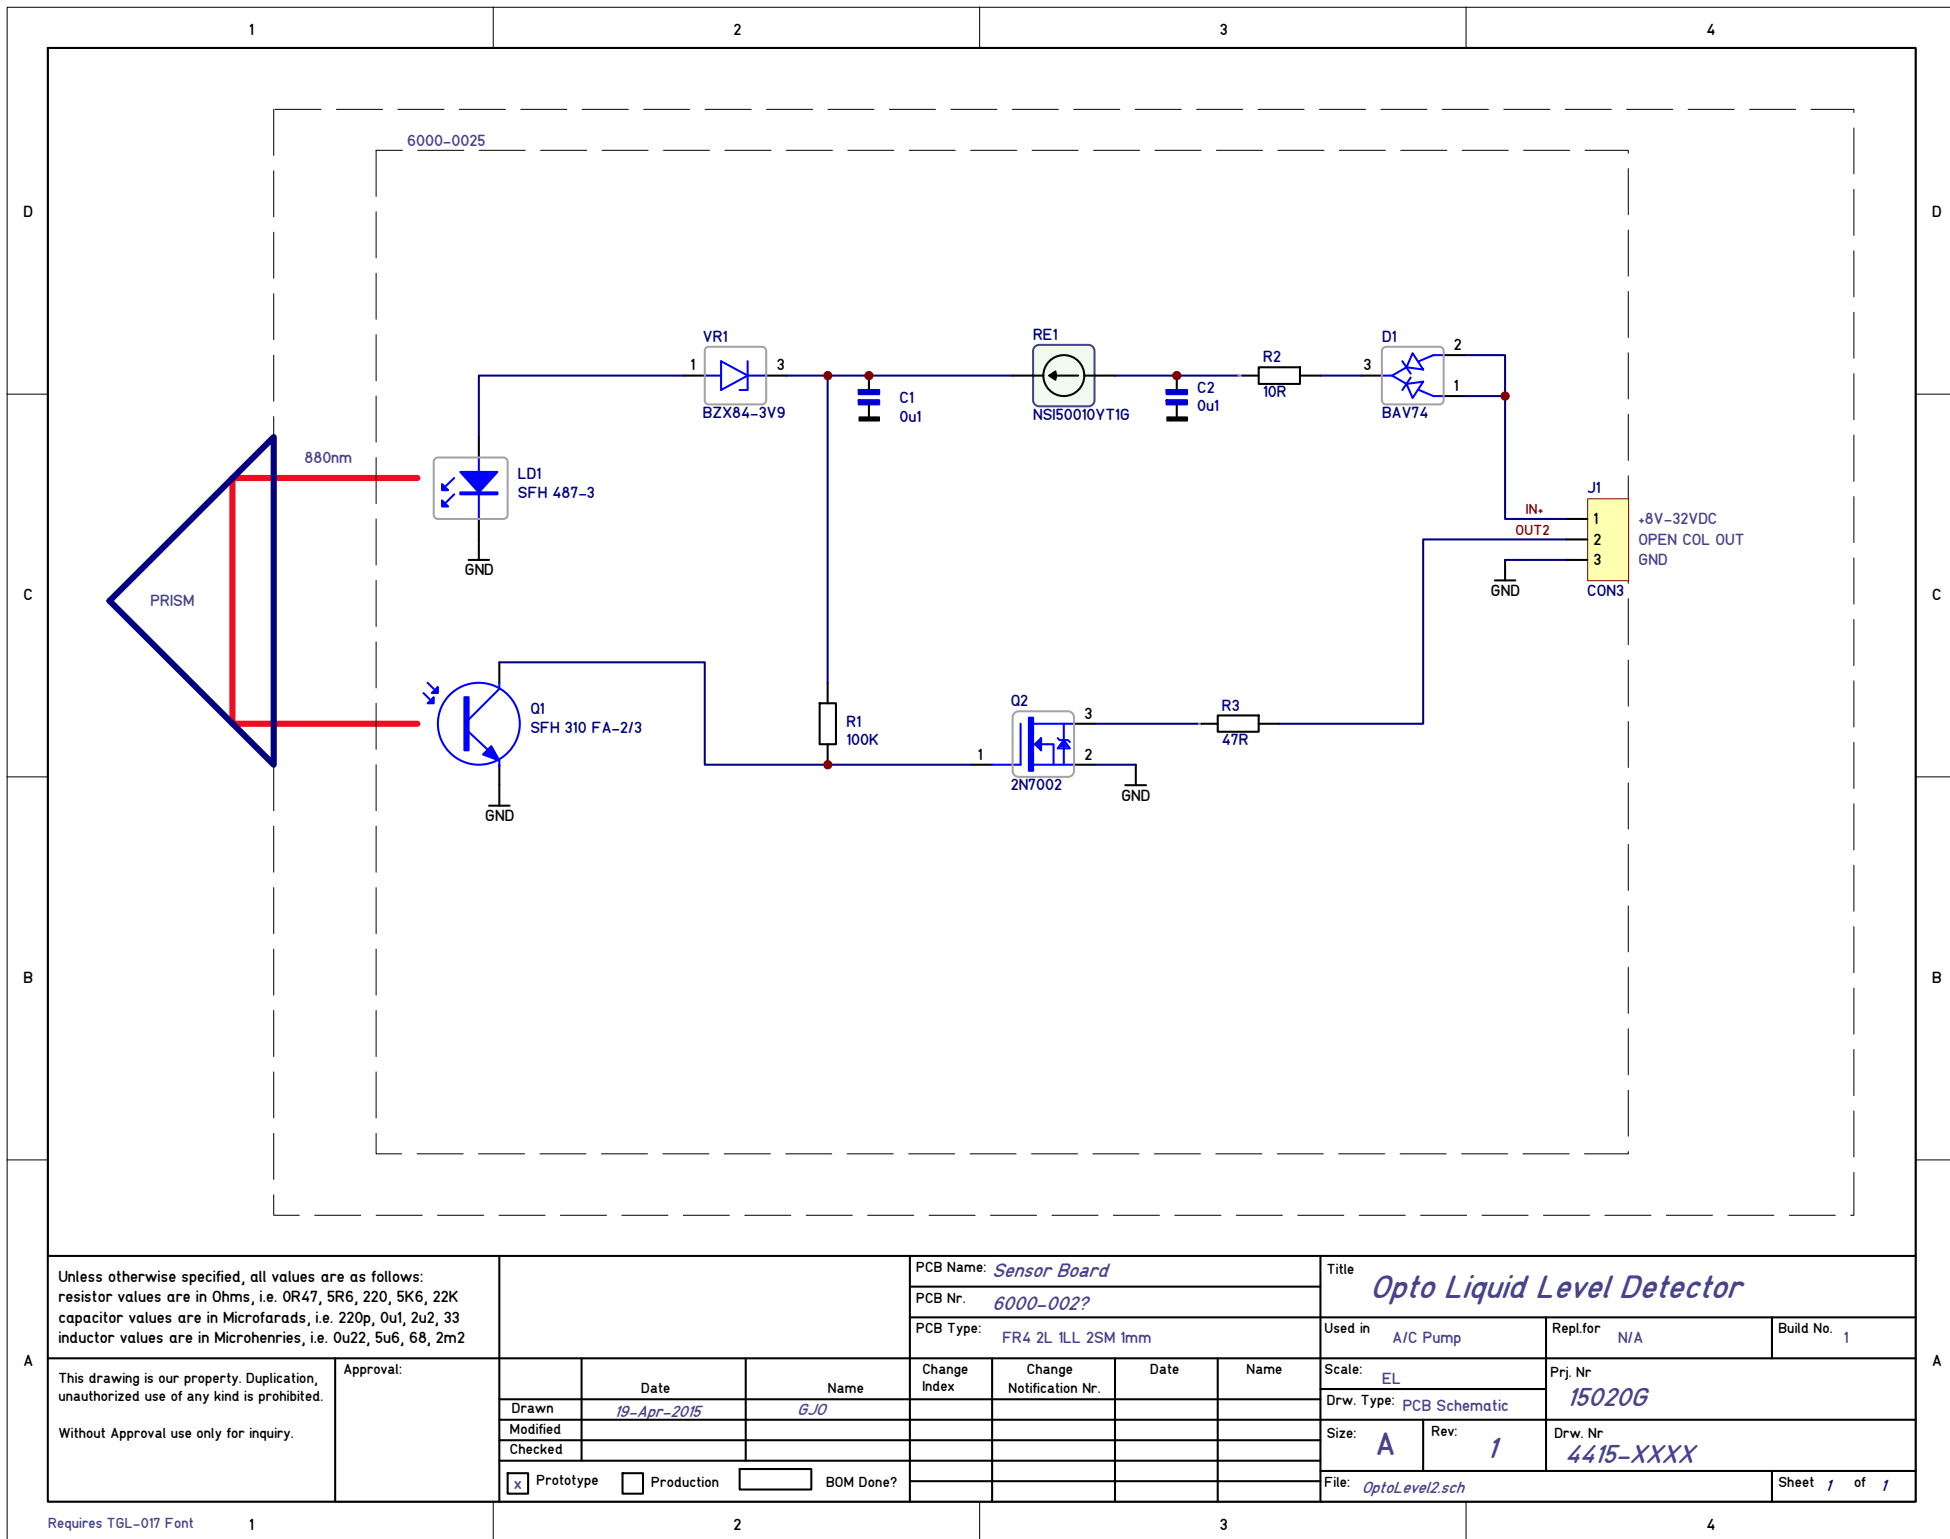 1 2 3 4
6000-0025
D D
VR1
1 3
BZX84-3V9
C1
0u1
RE1
NSI50010YT1G
C2
0u1
R2
10R
D1
3 2
1
BAV74
880nm
LD1
SFH 487-3
GND
J1
IN+ 1 +8V-32VDC
OUT2 2 OPEN COL OUT
3 GND
GND
CON3
C C
PRISM
Q1
SFH 310 FA-2/3
GND
R1
100K
Q2
1 3
2
2N7002
GND
R3
47R
B B
Unless otherwise specified, all values are as follows:
resistor values are in Ohms, i.e. 0R47, 5R6, 220, 5K6, 22K
capacitor values are in Microfarads, i.e. 220p, 0u1, 2u2, 33
inductor values are in Microhenries, i.e. 0u22, 5u6, 68, 2m2
PCB Name: Sensor Board
PCB Nr. 6000-002?
PCB Type: FR4 2L 1LL 2SM 1mm
Title
Opto Liquid Level Detector
Used in A/C Pump Repl.for N/A Build No. 1
A A
This drawing is our property. Duplication,
unauthorized use of any kind is prohibited.
Without Approval use only for inquiry.
Approval:
Date Name
Drawn 19-Apr-2015 GJO
Modified
Checked
x Prototype Production BOM Done?
Change Index Change Notification Nr. Date Name
Scale: EL
Prj. Nr
15020G
Drw. Type: PCB Schematic
Size: A Rev: 1
Drw. Nr
4415-XXXX
File: OptoLevel2.sch Sheet 1 of 1
Requires TGL-017 Font
1 2 3 4